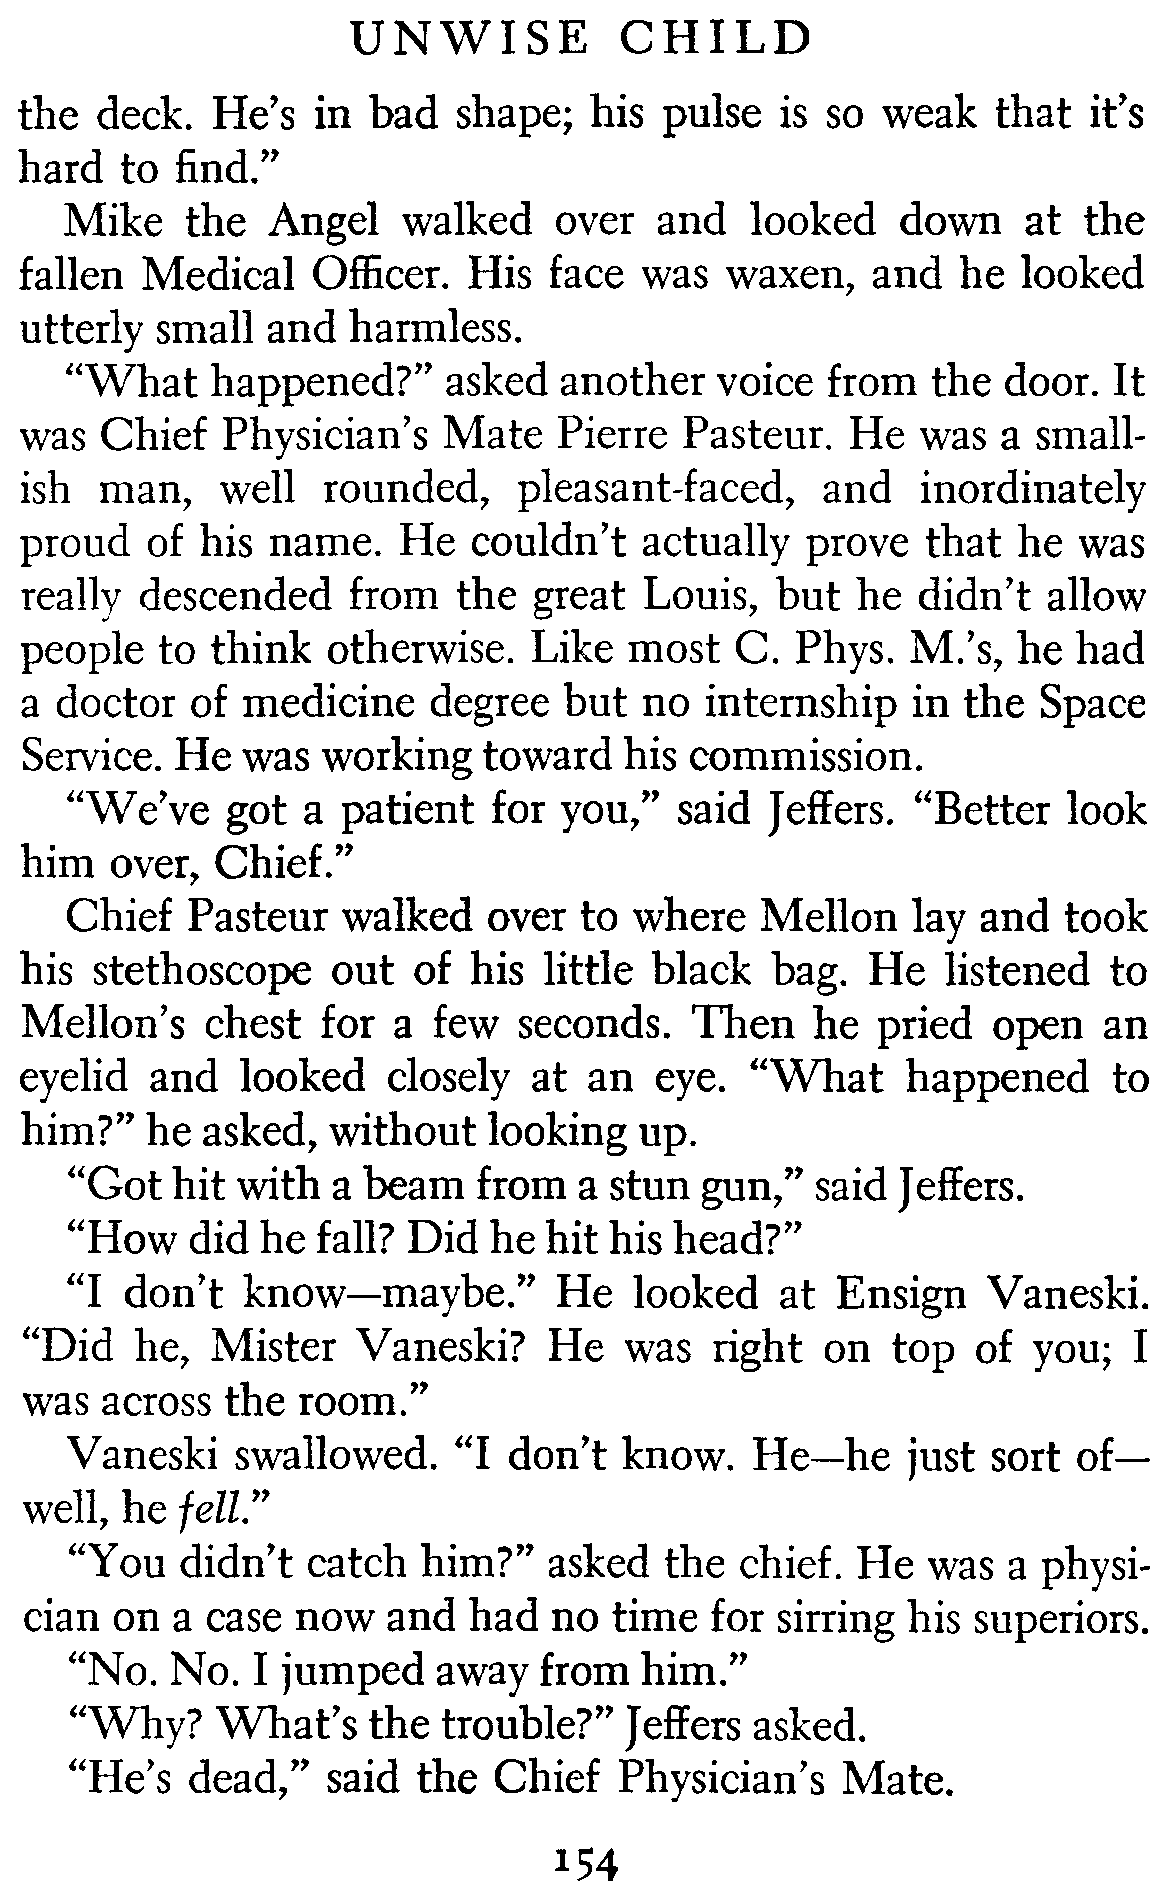 UNWISE CHILD
the deck. He's in bad shape; his pulse is so weak that it's
hard to find."
Mike the Angel walked over and looked down at the
fallen Medical Officer. His face was waxen, and he looked
utterly small and harmless.
"What happened?" asked another voice from the door. It
was Chief Physician's Mate Pierre Pasteur. He was a small-
ish man, well rounded, pleasant-faced, and inordinately
proud of his name. He couldn't actually prove that he was
really descended from the great Louis, but he didn't allow
people to think otherwise. Like most C. Phys. M.'s, he had
a doctor of medicine degree but no internship in the Space
Service. He was working toward his commission.
"We've got a patient for you," said Jeffers. "Better look
him over, Chief."
Chief Pasteur walked over to where Mellon lay and took
his stethoscope out of his little black bag. He listened to
Mellon's chest for a few seconds. Then he pried open an
eyelid and looked closely at an eye. "What happened to
him?" he asked, without looking up.
"Got hit with a beam from a stun gun," said Jeffers.
"How did he fall? Did he hit his head?"
"I don't know—maybe." He looked at Ensign Vaneski.
"Did he, Mister Vaneski? He was right on top of you; I
was across the room."
Vaneski swallowed. "I don't know. He—he just sort of—
well, he fell."
"You didn't catch him?" asked the chief. He was a physi-
cian on a case now and had no time for sirring his superiors.
"No. No. I jumped away from him."
"Why? What's the trouble?" Jeffers asked.
"He's dead," said the Chief Physician's Mate.
154